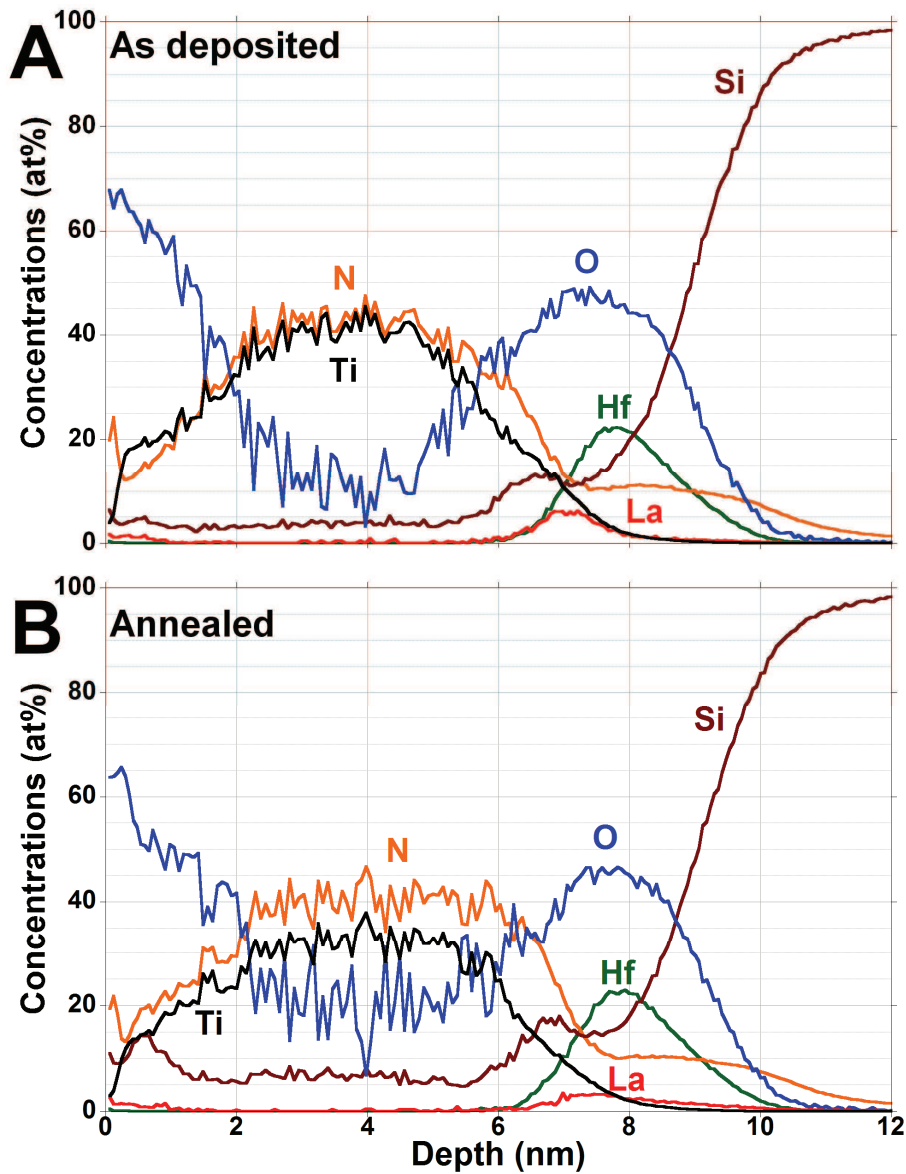 A
As deposited
Concentrations (at%)
100
80
60
40
20
0
Si
N
O
Ti
Hf
La
B
Annealed
Concentrations (at%)
100
80
60
40
20
0
Si
N
O
Ti
Hf
La
0 2 4 6 8 10 12
Depth (nm)